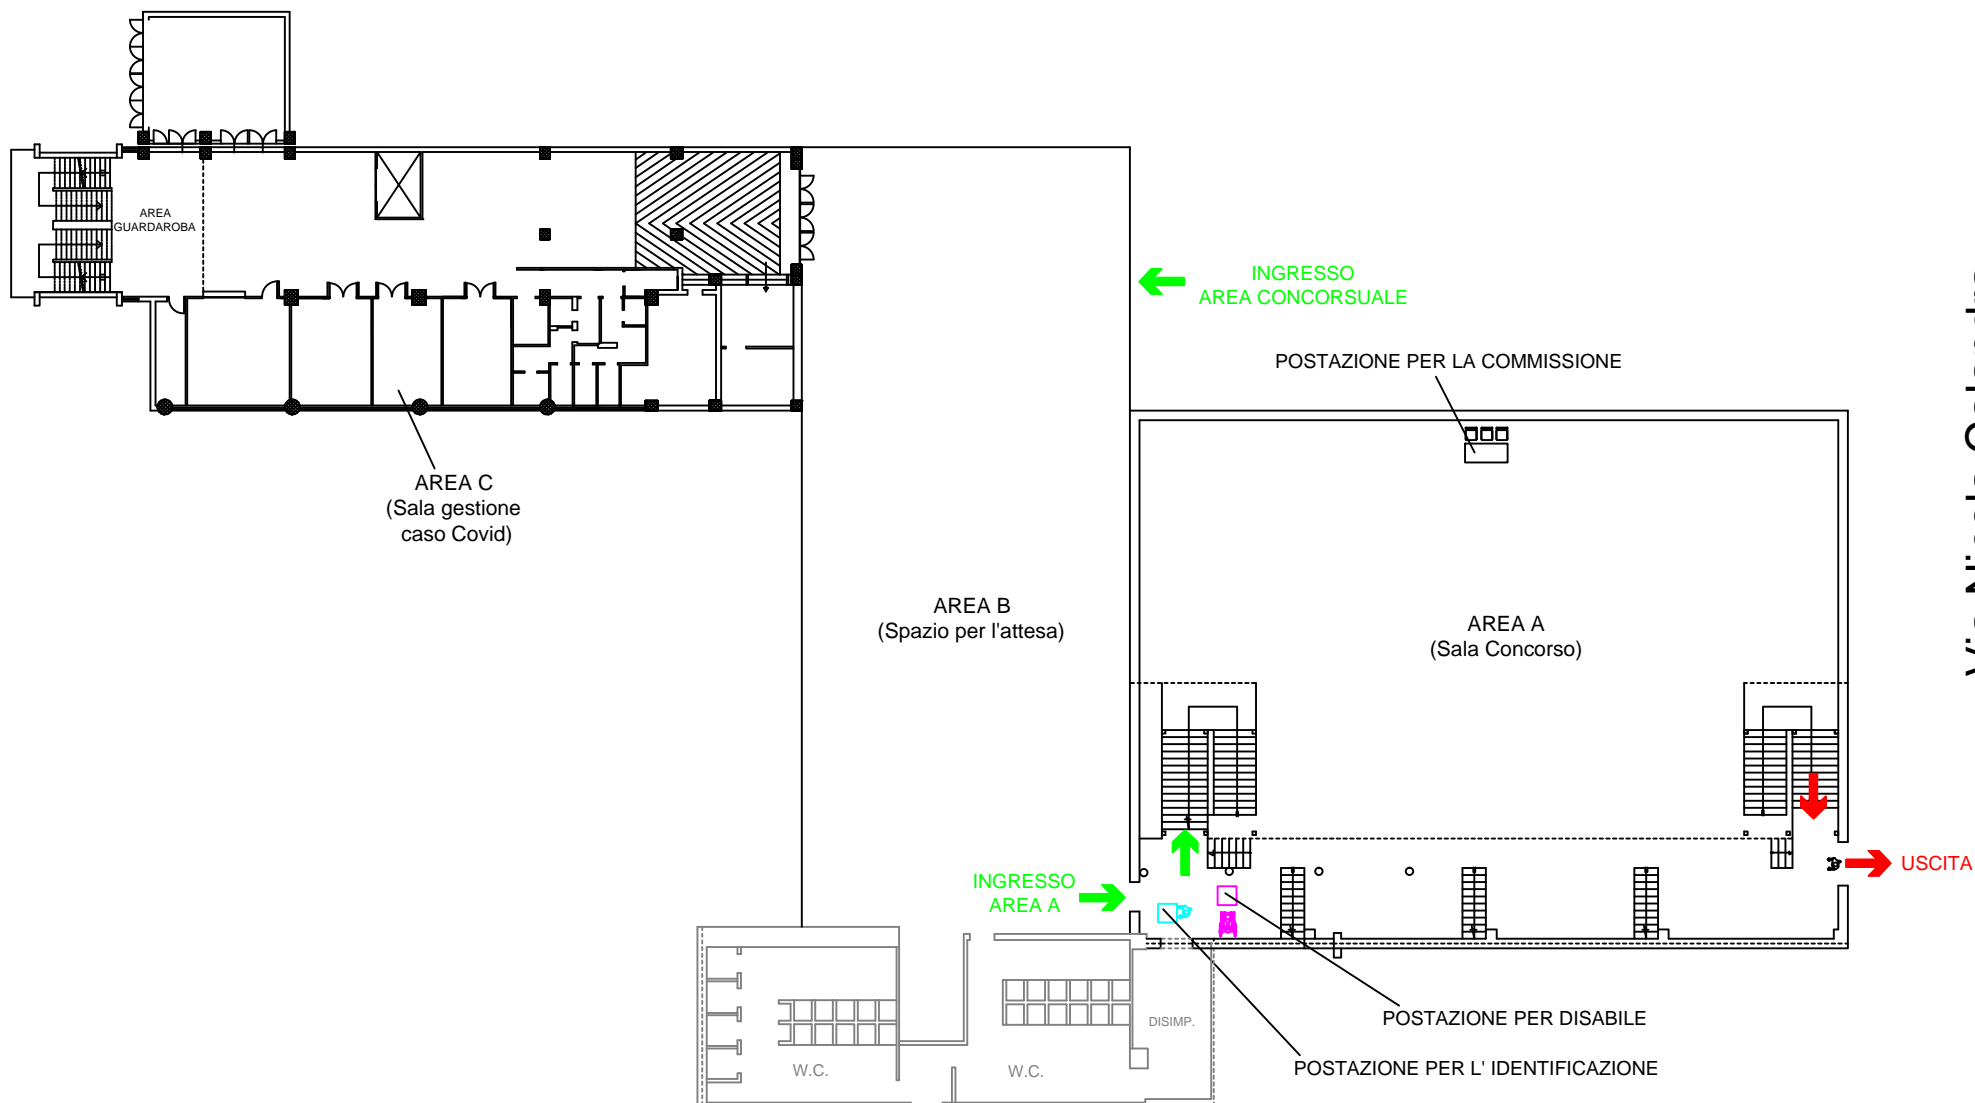 AREA
GUARDAROBA
INGRESSO
AREA CONCORSUALE
POSTAZIONE PER LA COMMISSIONE
AREA C
(Sala gestione
caso Covid)
AREA B
(Spazio per l'attesa)
AREA A
(Sala Concorso)
INGRESSO
AREA A
USCITA
DISIMP.
POSTAZIONE PER DISABILE
POSTAZIONE PER L' IDENTIFICAZIONE
W.C.
W.C.